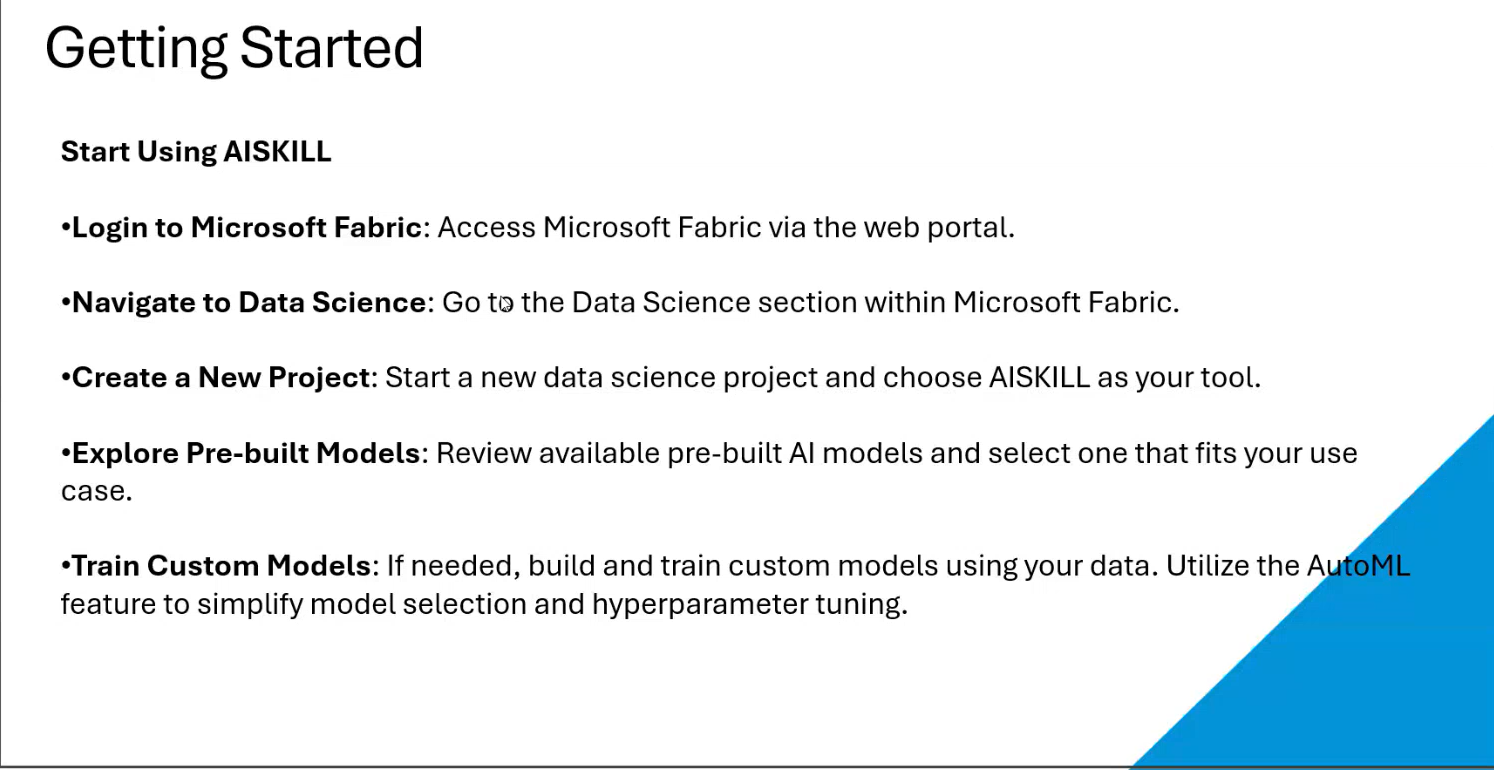 Getting Started
Start Using AISKILL
•Login to Microsoft Fabric: Access Microsoft Fabric via the web portal.
•Navigate to Data Science: Go to the Data Science section within Microsoft Fabric.
•Create a New Project: Start a new data science project and choose AISKILL as your tool.
•Explore Pre-built Models: Review available pre-built AI models and select one that fits your use
case.
•Train Custom Models: If needed, build and train custom models using your data. Utilize the AutoML
feature to simplify model selection and hyperparameter tuning.